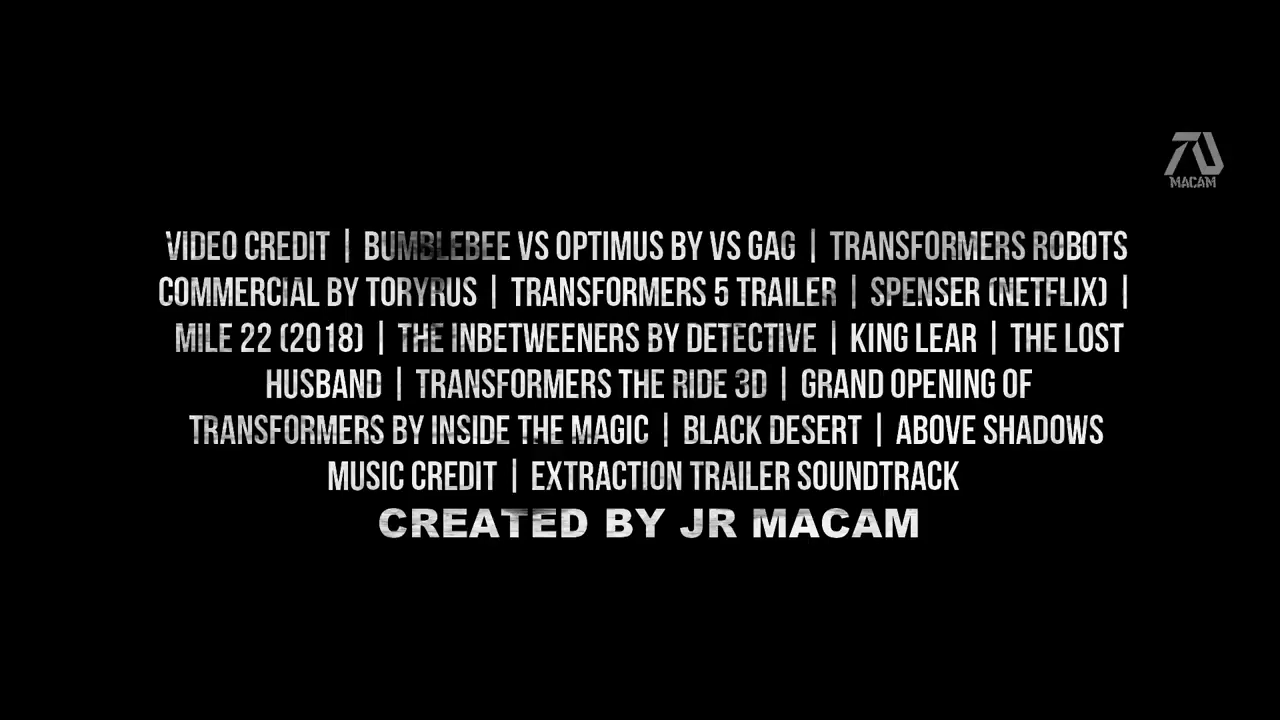 MACAM
VIDEO CREDIT | BUMBLEBEE VS OPTIMUS BY VS GAG | TRANSFORMERS ROBOTS
COMMERCIAL BY TORYRUS | TRANSFORMERS 5 TRAILER | SPENSER (NETFLIX) |
MILE 22 (2018) | THE INBETWEENERS BY DETECTIVE | KING LEAR | THE LOST
HUSBAND | TRANSFORMERS THE RIDE 3D | GRAND OPENING OF
TRANSFORMERS BY INSIDE THE MAGIC | BLACK DESERT | ABOVE SHADOWS
MUSIC CREDIT | EXTRACTION TRAILER SOUNDTRACK
CREATED BY JR MACAM